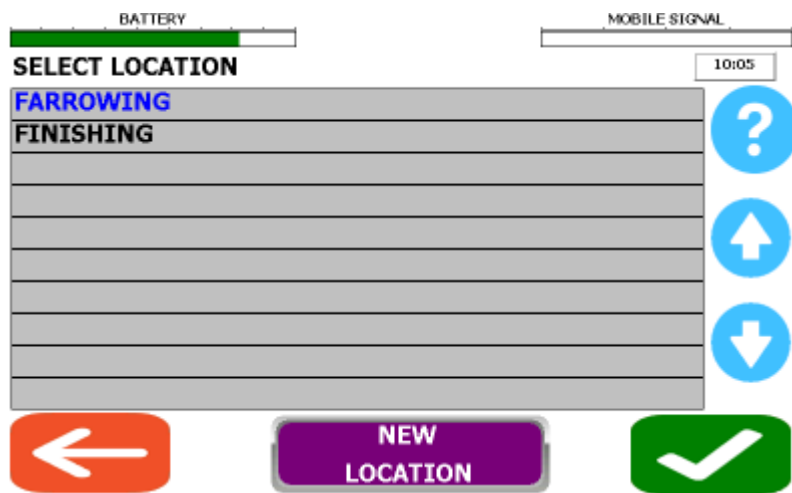 BATTERY
MOBILE SIGNAL
SELECT LOCATION
10:05
FARROWING
FINISHING
?
NEW
LOCATION